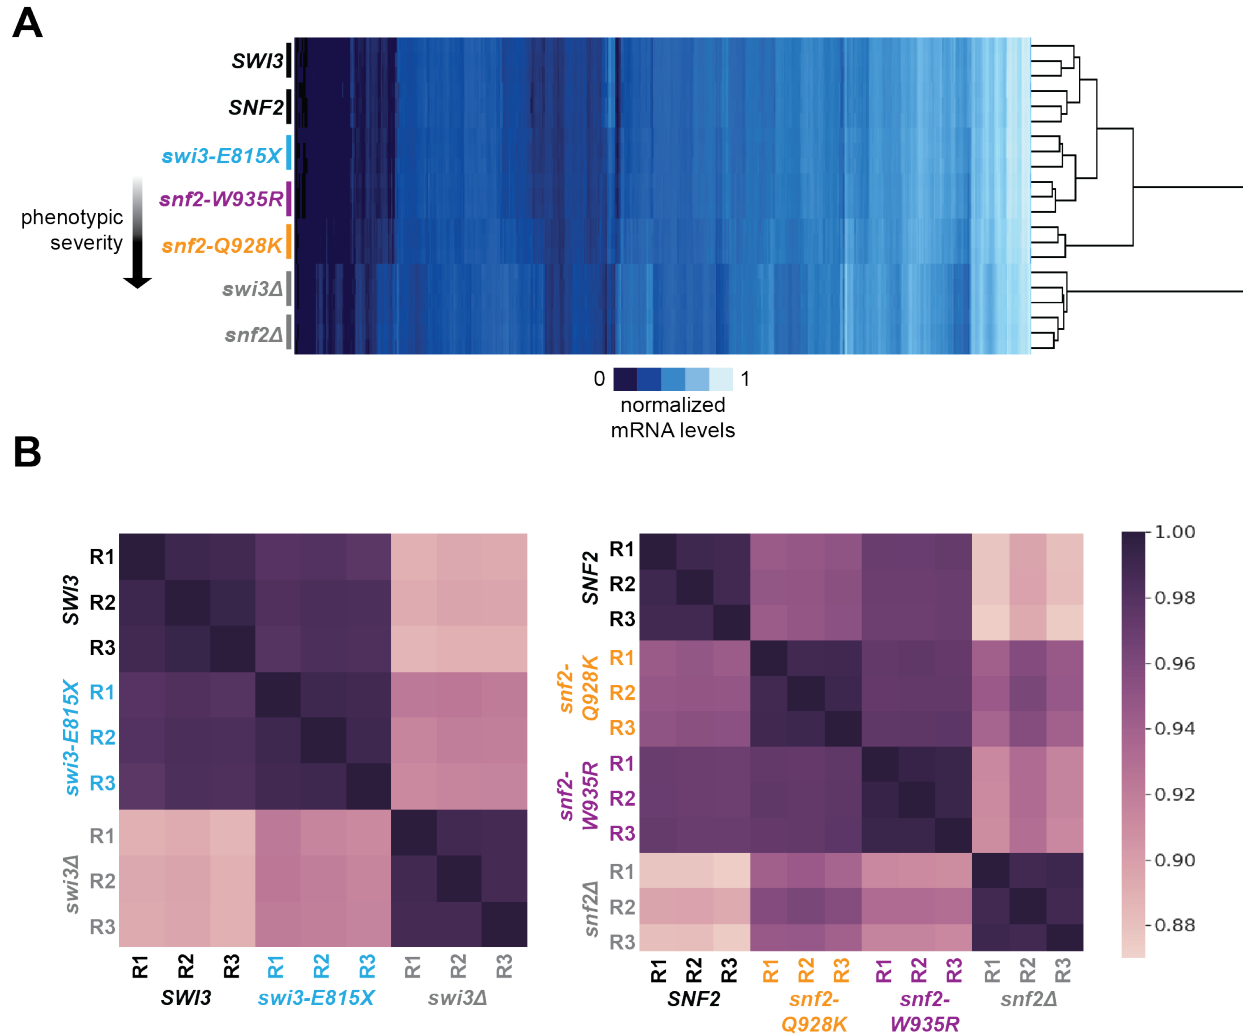 A
SWI3
SNF2
swi3-E815X
snf2-W935R
snf2-Q928K
swi3Δ
snf2Δ
phenotypic
severity
0
1
normalized
mRNA levels
B
SWI3
R1
R2
R3
swi3-E815X
R1
R2
R3
swi3Δ
R1
R2
R3
R1 R2 R3 R1 R2 R3 R1 R2 R3
SWI3 swi3-E815X swi3Δ
SNF2
R1
R2
R3
snf2-
Q928K
R1
R2
R3
snf2-
W935R
R1
R2
R3
snf2Δ
R1
R2
R3
R1 R2 R3 R1 R2 R3 R1 R2 R3 R1 R2 R3
SNF2 snf2- snf2- snf2Δ
Q928K W935R
1.00
0.98
0.96
0.94
0.92
0.90
0.88